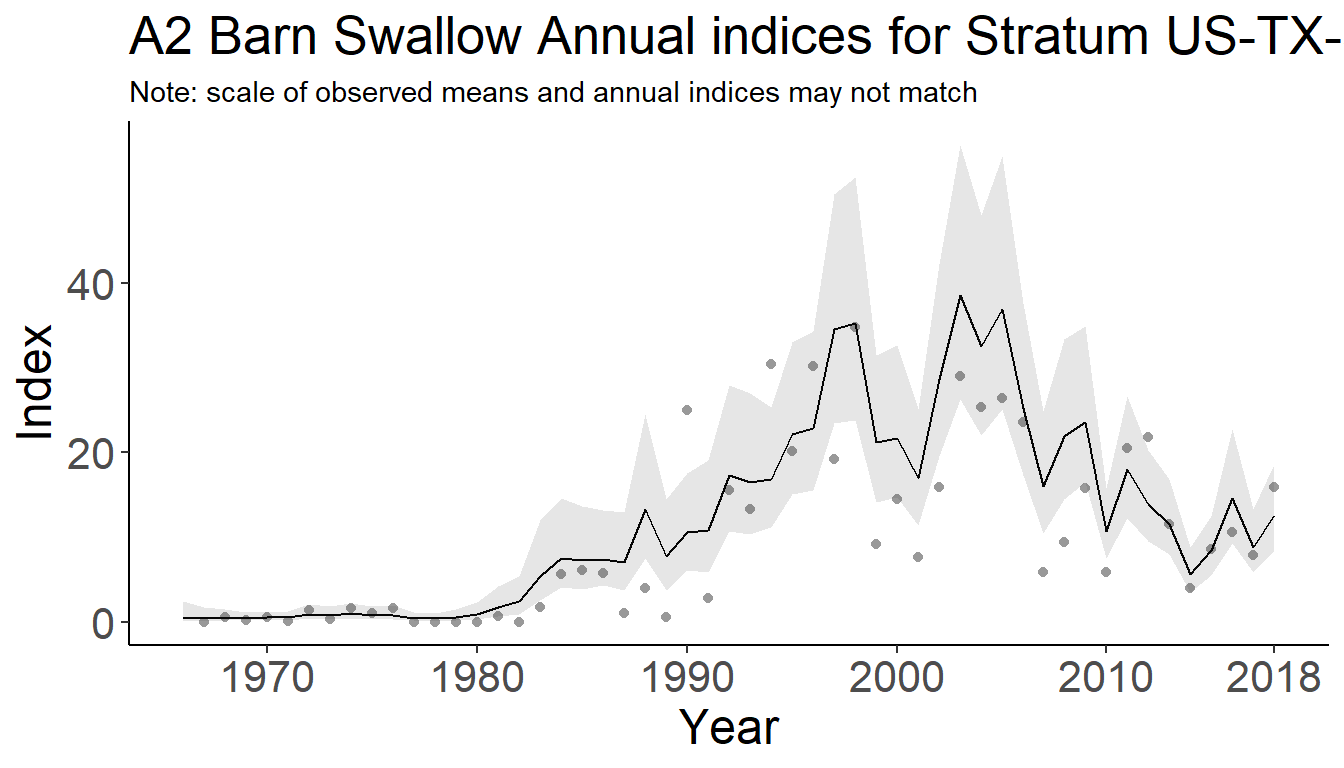 A2 Barn Swallow Annual indices for Stratum US-TX-
Note: scale of observed means and annual indices may not match
Index
40
20
0
1970 1980 1990 2000 2010 2018
Year